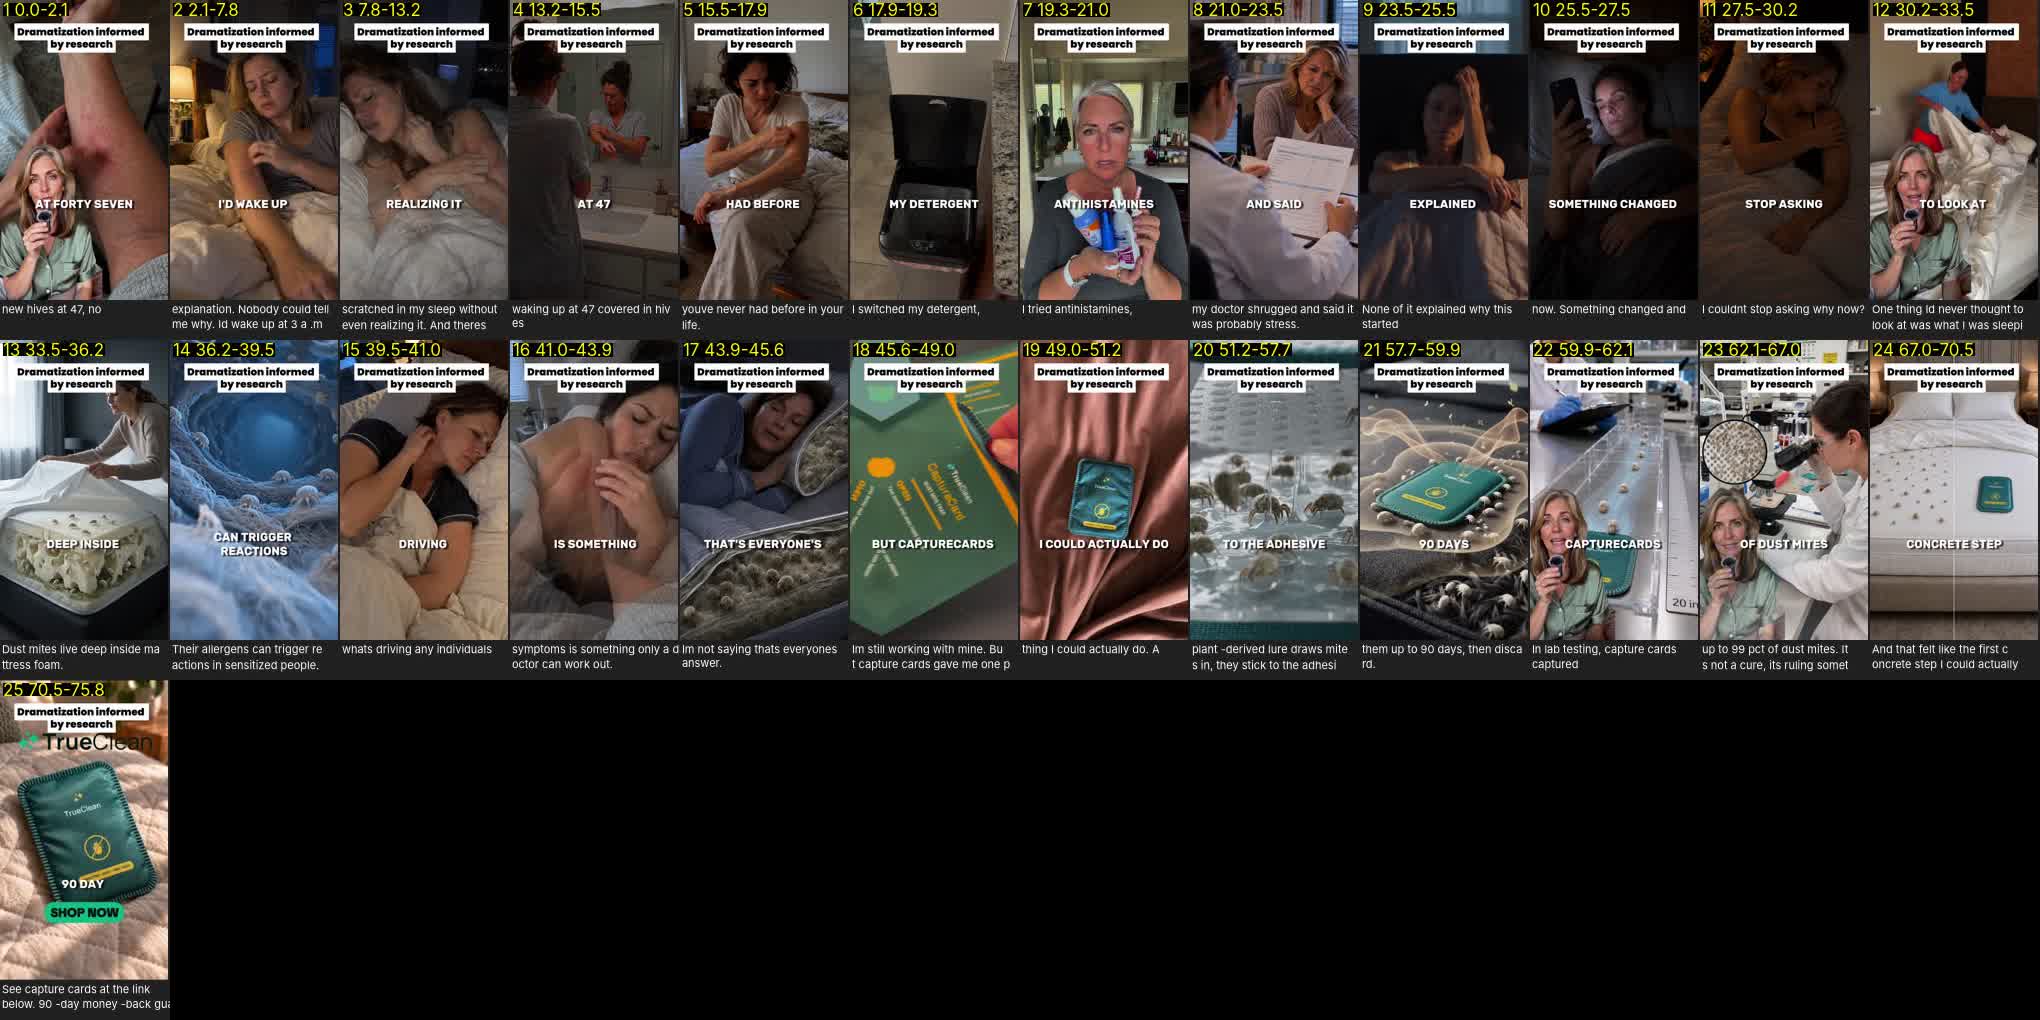 1 0.0-2.1
Dramatization informed
by research
AT FORTY SEVEN
new hives at 47, no
2 2.1-7.8
Dramatization informed
by research
I'D WAKE UP
explanation. Nobody could tell
me why. Id wake up at 3 a .m
3 7.8-13.2
Dramatization informed
by research
REALIZING IT
scratched in my sleep without
even realizing it. And theres
4 13.2-15.5
Dramatization informed
by research
AT 47
waking up at 47 covered in hiv
es
5 15.5-17.9
Dramatization informed
by research
HAD BEFORE
youve never had before in your
life.
6 17.9-19.3
Dramatization informed
by research
MY DETERGENT
I switched my detergent,
7 19.3-21.0
Dramatization informed
by research
ANTIHISTAMINES
I tried antihistamines,
8 21.0-23.5
Dramatization informed
by research
AND SAID
my doctor shrugged and said it
was probably stress.
9 23.5-25.5
Dramatization informed
by research
EXPLAINED
None of it explained why this
started
10 25.5-27.5
Dramatization informed
by research
SOMETHING CHANGED
now. Something changed and
11 27.5-30.2
Dramatization informed
by research
STOP ASKING
I couldnt stop asking why now?
12 30.2-33.5
Dramatization informed
by research
TO LOOK AT
One thing Id never thought to
look at was what I was sleepi
13 33.5-36.2
Dramatization informed
by research
DEEP INSIDE
Dust mites live deep inside ma
ttress foam.
14 36.2-39.5
Dramatization informed
by research
CAN TRIGGER
REACTIONS
Their allergens can trigger re
actions in sensitized people.
15 39.5-41.0
Dramatization informed
by research
DRIVING
whats driving any individuals
16 41.0-43.9
Dramatization informed
by research
IS SOMETHING
symptoms is something only a d
octor can work out.
17 43.9-45.6
Dramatization informed
by research
THAT'S EVERYONE'S
Im not saying thats everyones
answer.
18 45.6-49.0
Dramatization informed
by research
TrueClean
CaptureCard
OPEN
BUT CAPTURECARDS
Im still working with mine. Bu
t capture cards gave me one p
19 49.0-51.2
Dramatization informed
by research
I COULD ACTUALLY DO
thing I could actually do. A
20 51.2-57.7
Dramatization informed
by research
TO THE ADHESIVE
plant -derived lure draws mite
s in, they stick to the adhesi
21 57.7-59.9
Dramatization informed
by research
90 DAYS
them up to 90 days, then disca
rd.
22 59.9-62.1
Dramatization informed
by research
CAPTURECARDS
20 in
In lab testing, capture cards
captured
23 62.1-67.0
Dramatization informed
by research
OF DUST MITES
up to 99 pct of dust mites. It
s not a cure, its ruling somet
24 67.0-70.5
Dramatization informed
by research
CONCRETE STEP
And that felt like the first c
oncrete step I could actually
25 70.5-75.8
Dramatization informed
by research
TrueClean
TrueClean
90 DAY
SHOP NOW
See capture cards at the link
below. 90 -day money -back gua